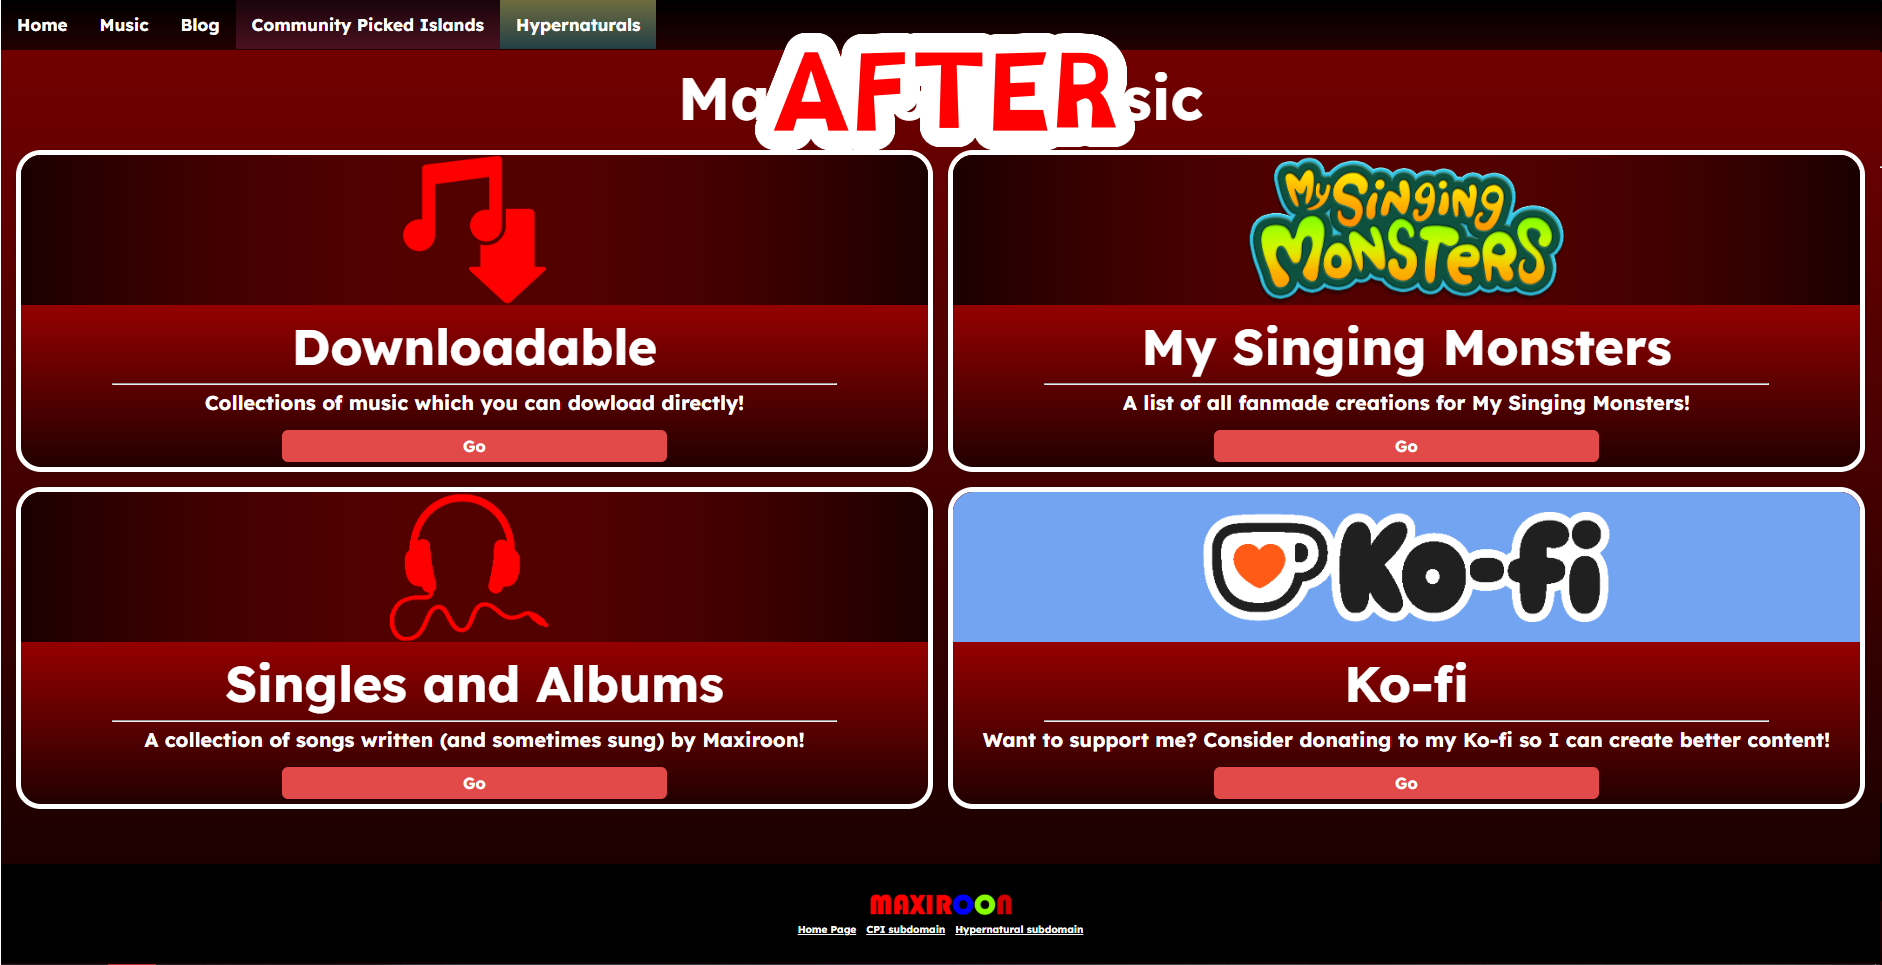 Home Music Blog Community Picked Islands Hypernaturals
AFTER
My Singing Monsters
Downloadable
Collections of music which you can dowload directly!
Go
My Singing Monsters
A list of all fanmade creations for My Singing Monsters!
Go
Ko-fi
Singles and Albums
A collection of songs written (and sometimes sung) by Maxiroon!
Go
Ko-fi
Want to support me? Consider donating to my Ko-fi so I can create better content!
Go
MAXIROON
Home Page CPI subdomain Hypernatural subdomain